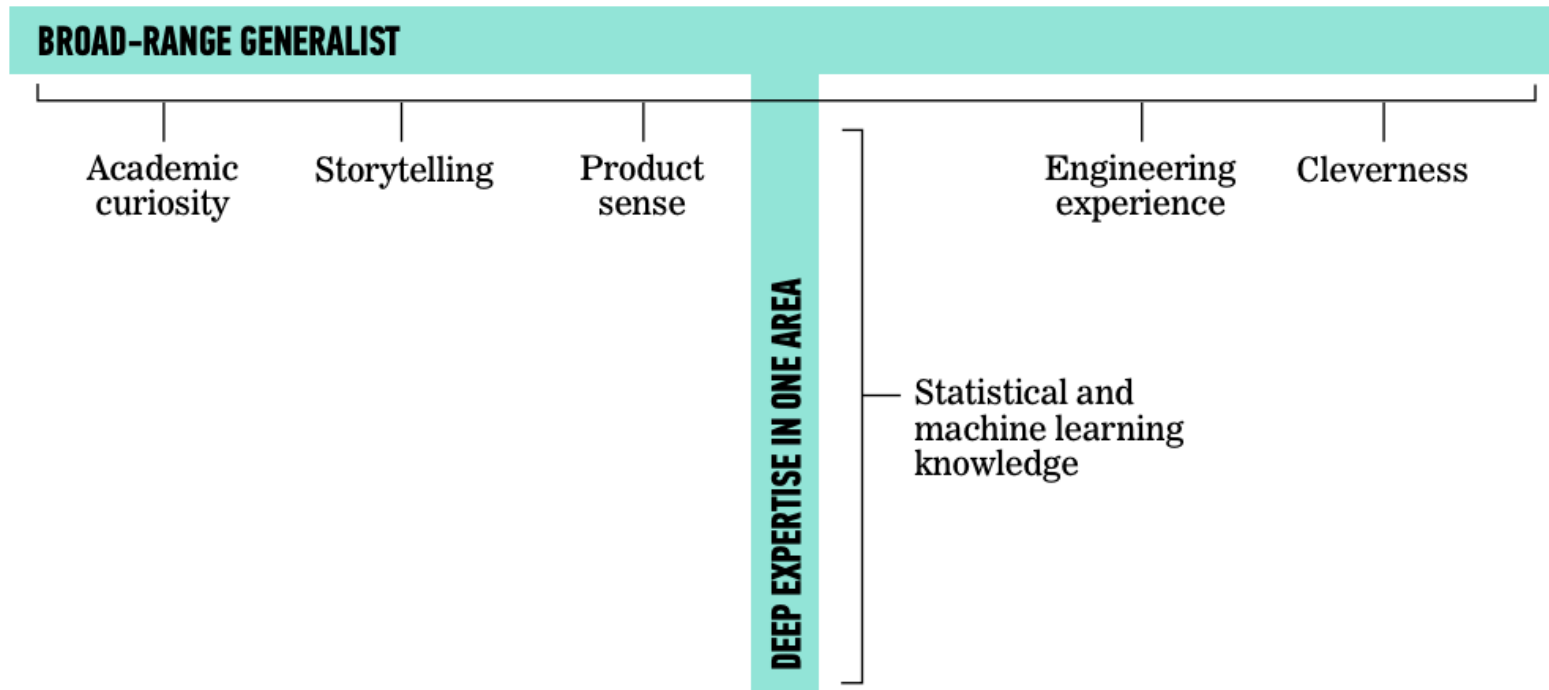 BROAD-RANGE GENERALIST
Academic
curiosity
Storytelling
Product
sense
Engineering
experience
Cleverness
DEEP EXPERTISE IN ONE AREA
Statistical and
machine learning
knowledge